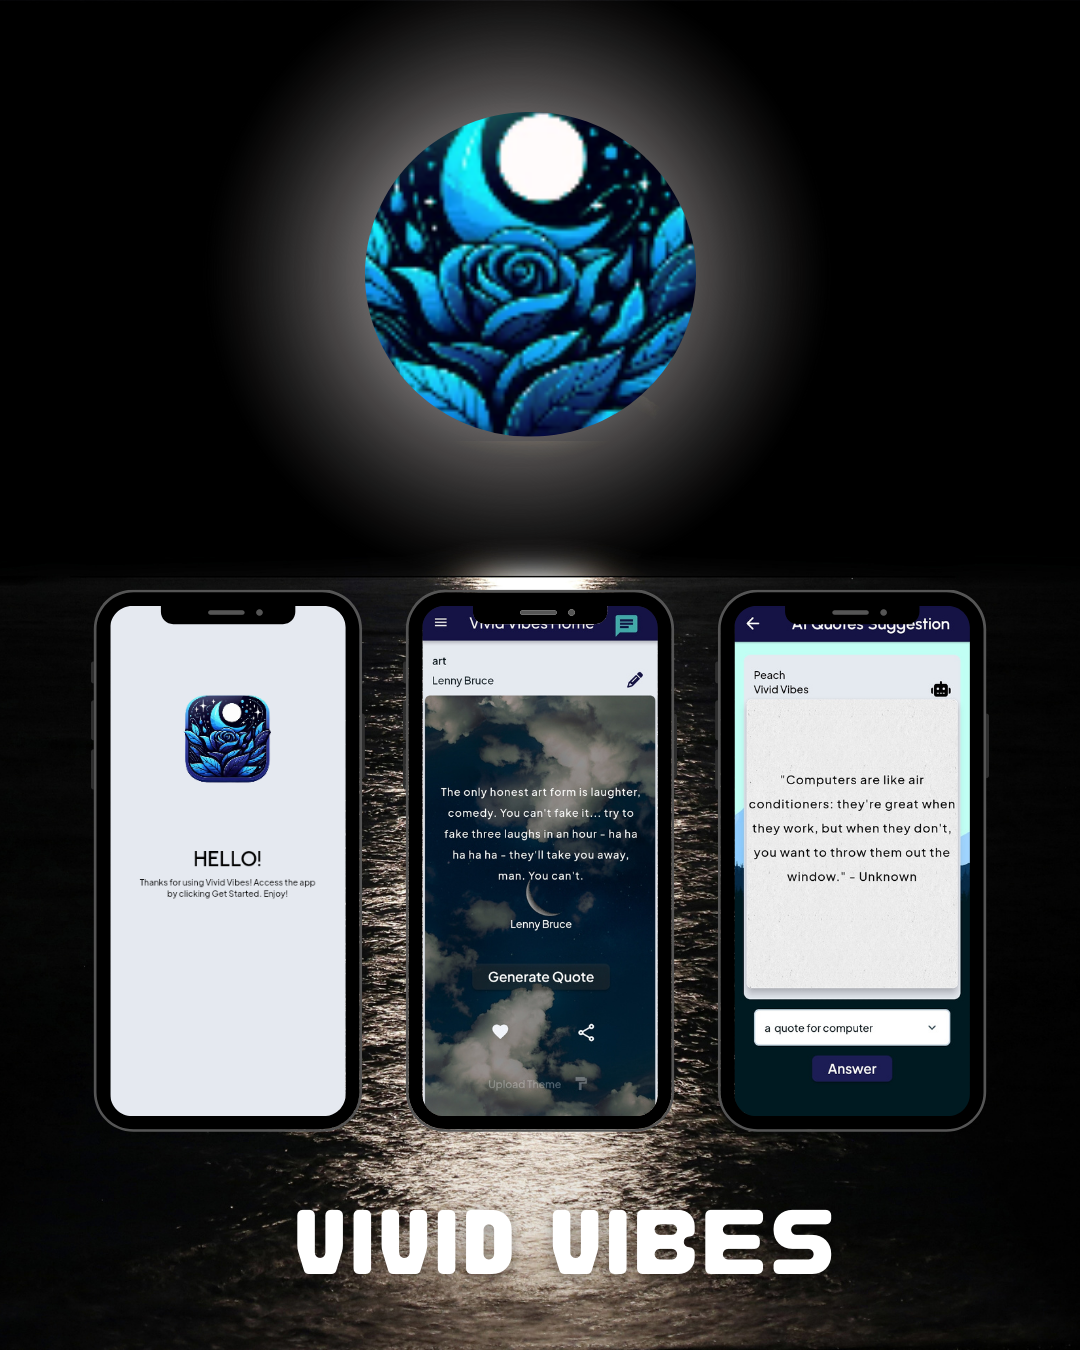 HELLO!
Thanks for using Vivid Vibes! Access the app
by clicking Get Started. Enjoy!
Vivid Vibes Home
art
Lenny Bruce
The only honest art form is laughter,
comedy. You can't fake it... try to
fake three laughs in an hour - ha ha
ha ha ha - they'll take you away,
man. You can't.
Lenny Bruce
Generate Quote
Upload Theme
AI Quotes Suggestion
Peach
Vivid Vibes
"Computers are like air
conditioners: they're great when
they work, but when they don't,
you want to throw them out the
window." - Unknown
a quote for computer
Answer
VIVID VIBES